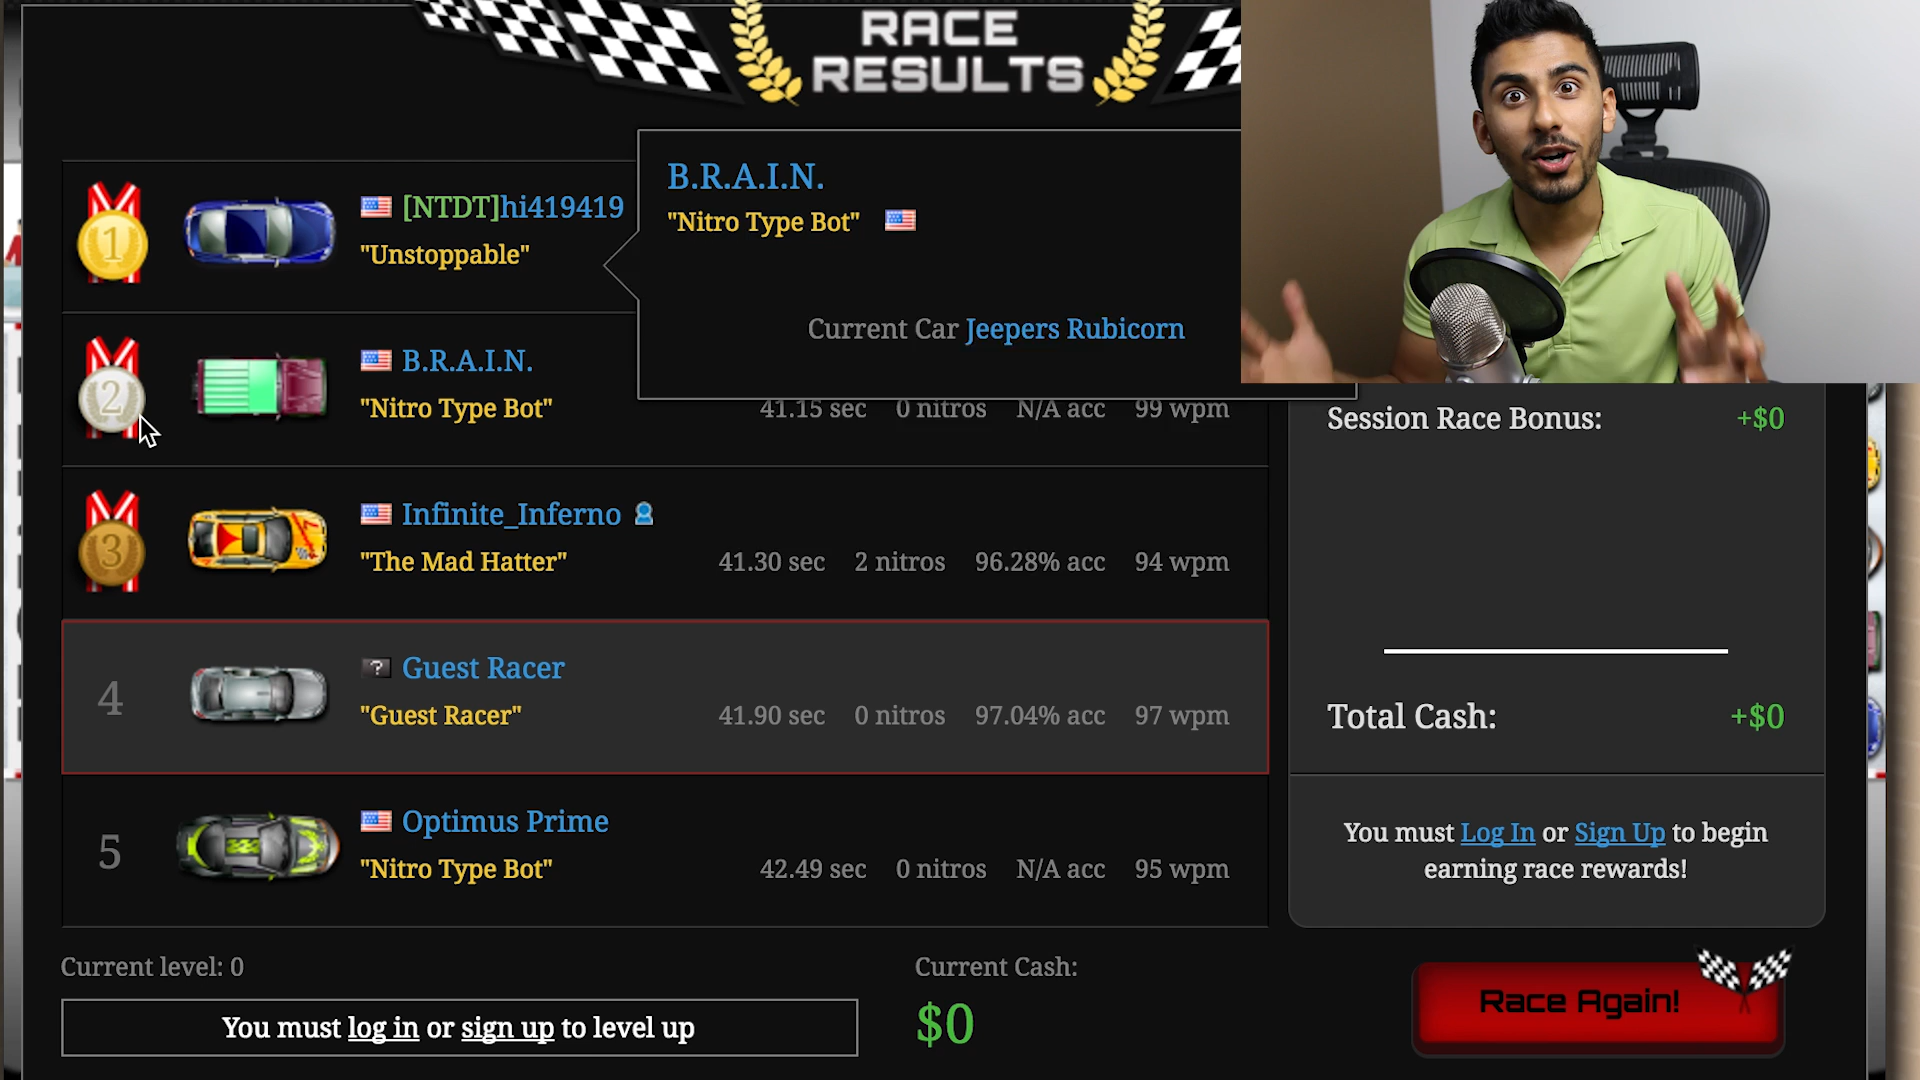 RACE
RESULTS
1
[NTDT]hi419419
"Unstoppable"
B.R.A.I.N.
"Nitro Type Bot"
Current Car Jeepers Rubicorn
2
B.R.A.I.N.
"Nitro Type Bot"
41.15 sec 0 nitros N/A acc 99 wpm
3
Infinite_Inferno
"The Mad Hatter"
41.30 sec 2 nitros 96.28% acc 94 wpm
4
? Guest Racer
"Guest Racer"
41.90 sec 0 nitros 97.04% acc 97 wpm
5
Optimus Prime
"Nitro Type Bot"
42.49 sec 0 nitros N/A acc 95 wpm
Session Race Bonus: +$0
Total Cash: +$0
You must Log In or Sign Up to begin
earning race rewards!
Current level: 0
You must log in or sign up to level up
Current Cash:
$0
Race Again!